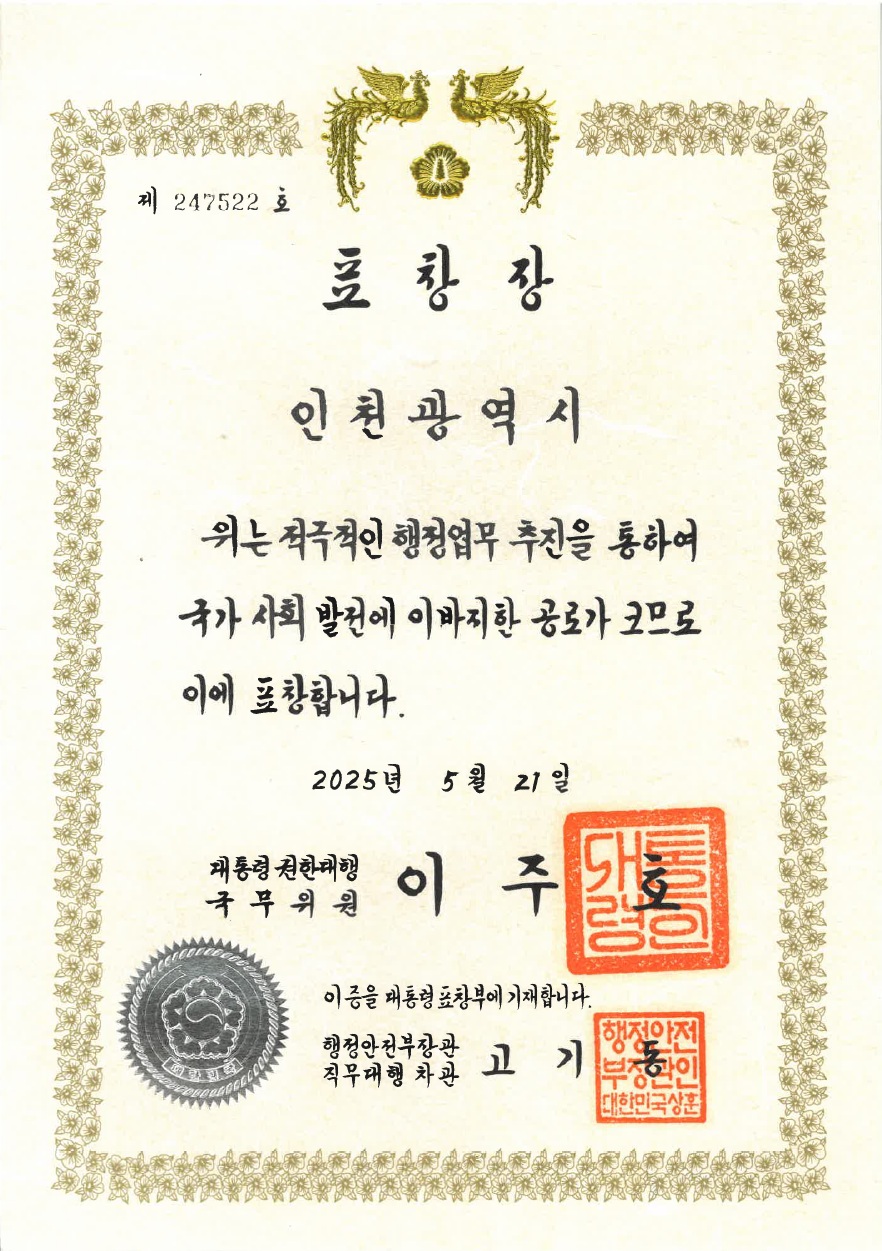 제 247522 호
표창장
인천광역시
위는 적극적인 행정업무 추진을 통하여
국가 사회 발전에 이바지한 공로가 크므로
이에 표창합니다.
2025년 5월 21일
대통령 권한대행
국무위원 이주호
대통령의인
이 증을 대통령표창부에 기재합니다.
행정안전부장관
직무대행 차관 고기동
행정안전
부장관인
대한민국상훈